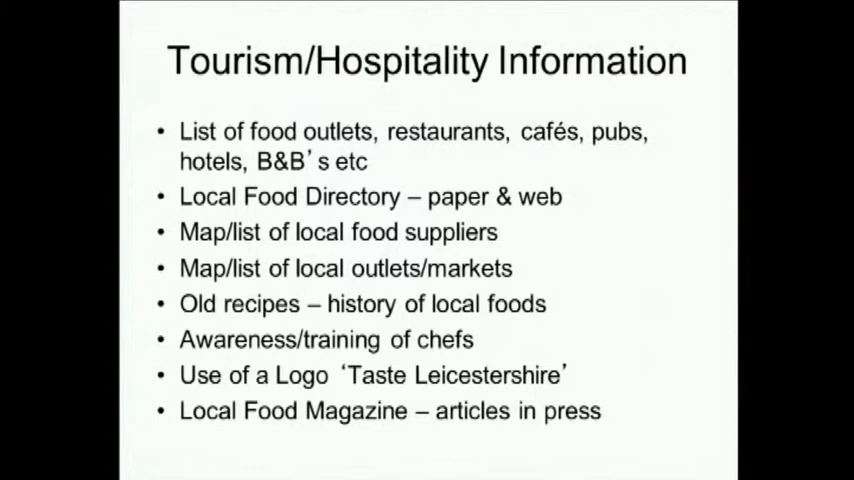 Tourism/Hospitality Information
• List of food outlets, restaurants, cafés, pubs,
hotels, B&B’s etc
• Local Food Directory – paper & web
• Map/list of local food suppliers
• Map/list of local outlets/markets
• Old recipes – history of local foods
• Awareness/training of chefs
• Use of a Logo ‘Taste Leicestershire’
• Local Food Magazine – articles in press